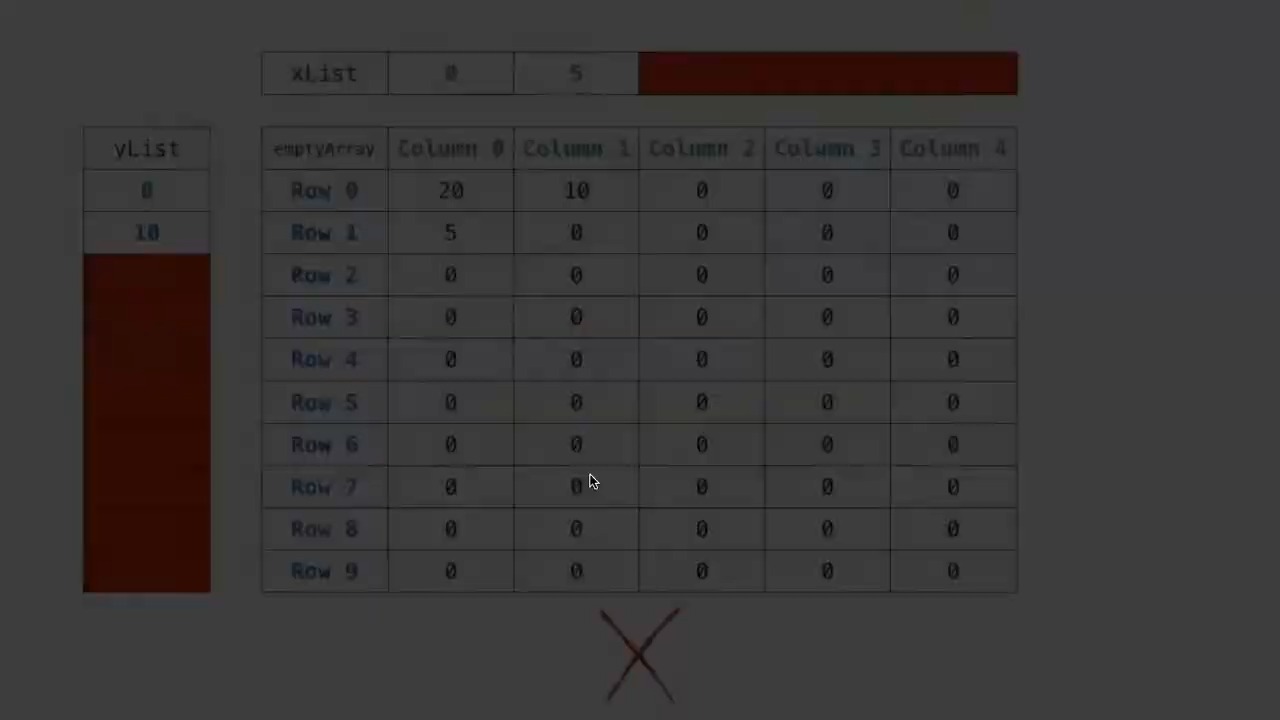 xList 0 5
yList
0
10
emptyArray Column 0 Column 1 Column 2 Column 3 Column 4
Row 0 20 10 0 0 0
Row 1 5 0 0 0 0
Row 2 0 0 0 0 0
Row 3 0 0 0 0 0
Row 4 0 0 0 0 0
Row 5 0 0 0 0 0
Row 6 0 0 0 0 0
Row 7 0 0 0 0 0
Row 8 0 0 0 0 0
Row 9 0 0 0 0 0